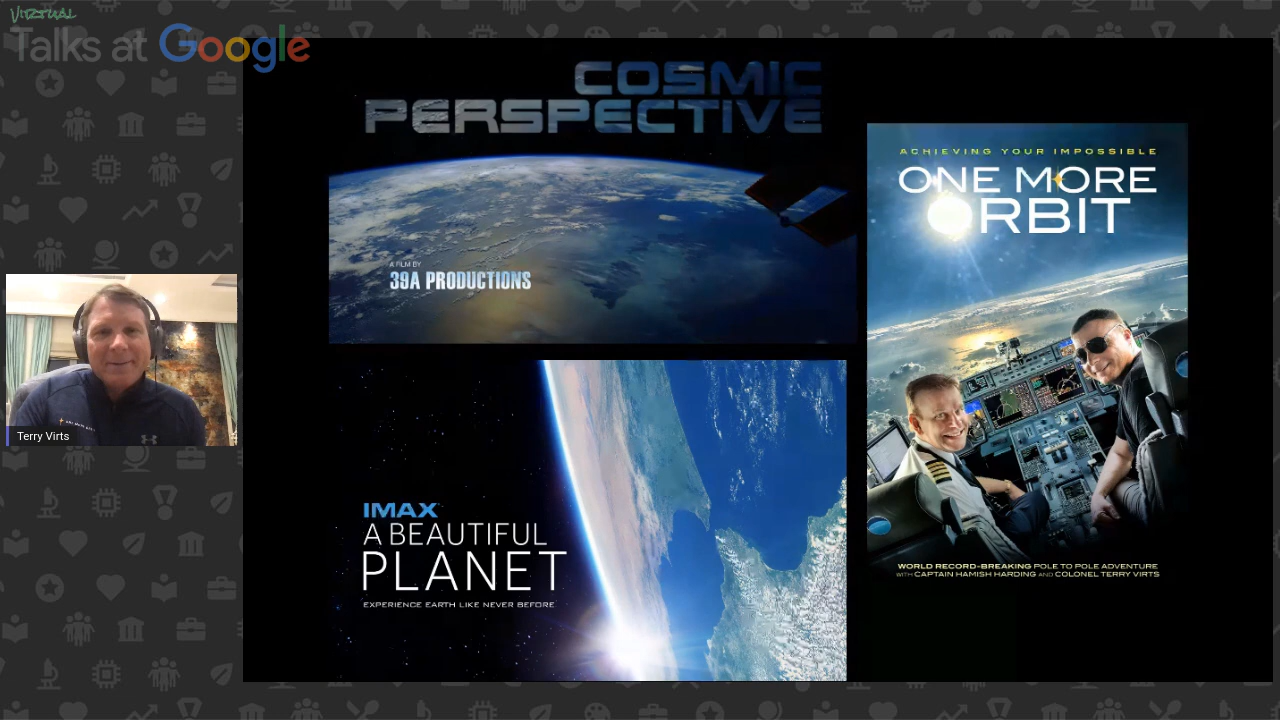 VIRTUAL
Talks at Google
COSMIC
PERSPECTIVE
A FILM BY
39A PRODUCTIONS
ACHIEVING YOUR IMPOSSIBLE
ONE MORE
ORBIT
Terry Virts
IMAX
A BEAUTIFUL
PLANET
EXPERIENCE EARTH LIKE NEVER BEFORE
WORLD RECORD-BREAKING POLE TO POLE ADVENTURE
WITH CAPTAIN HAMISH HARDING AND COLONEL TERRY VIRTS